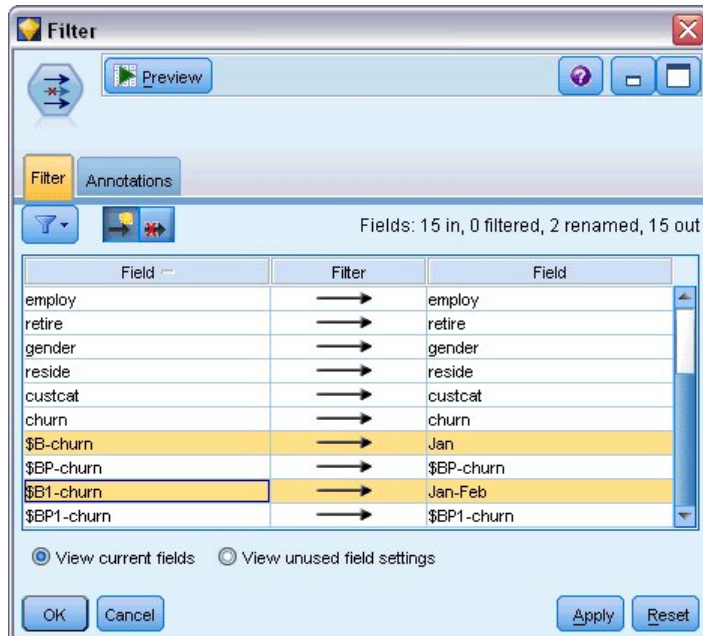 Filter
Preview
Filter Annotations
Fields: 15 in, 0 filtered, 2 renamed, 15 out
Field Filter Field
employ employ
retire retire
gender gender
reside reside
custcat custcat
churn churn
$B-churn Jan
$BP-churn $BP-churn
$B1-churn Jan-Feb
$BP1-churn $BP1-churn
View current fields View unused field settings
OK Cancel Apply Reset